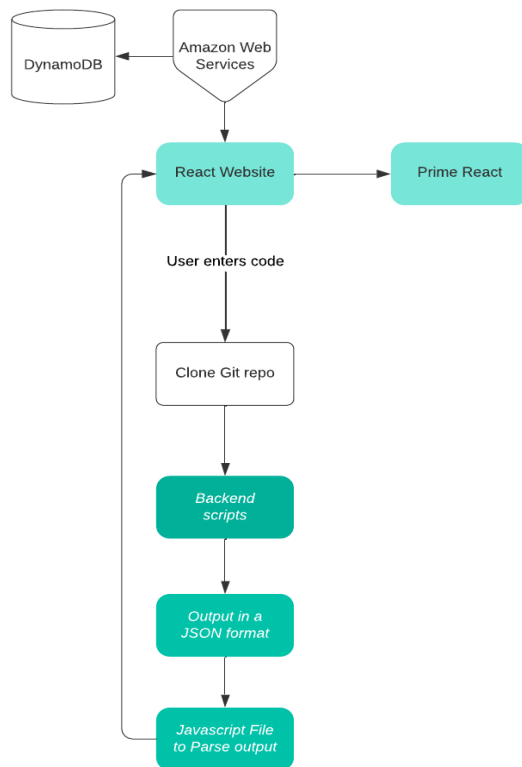 Amazon Web
Services
DynamoDB
React Website
Prime React
User enters code
Clone Git repo
Backend
scripts
Output in a
JSON format
Javascript File
to Parse output